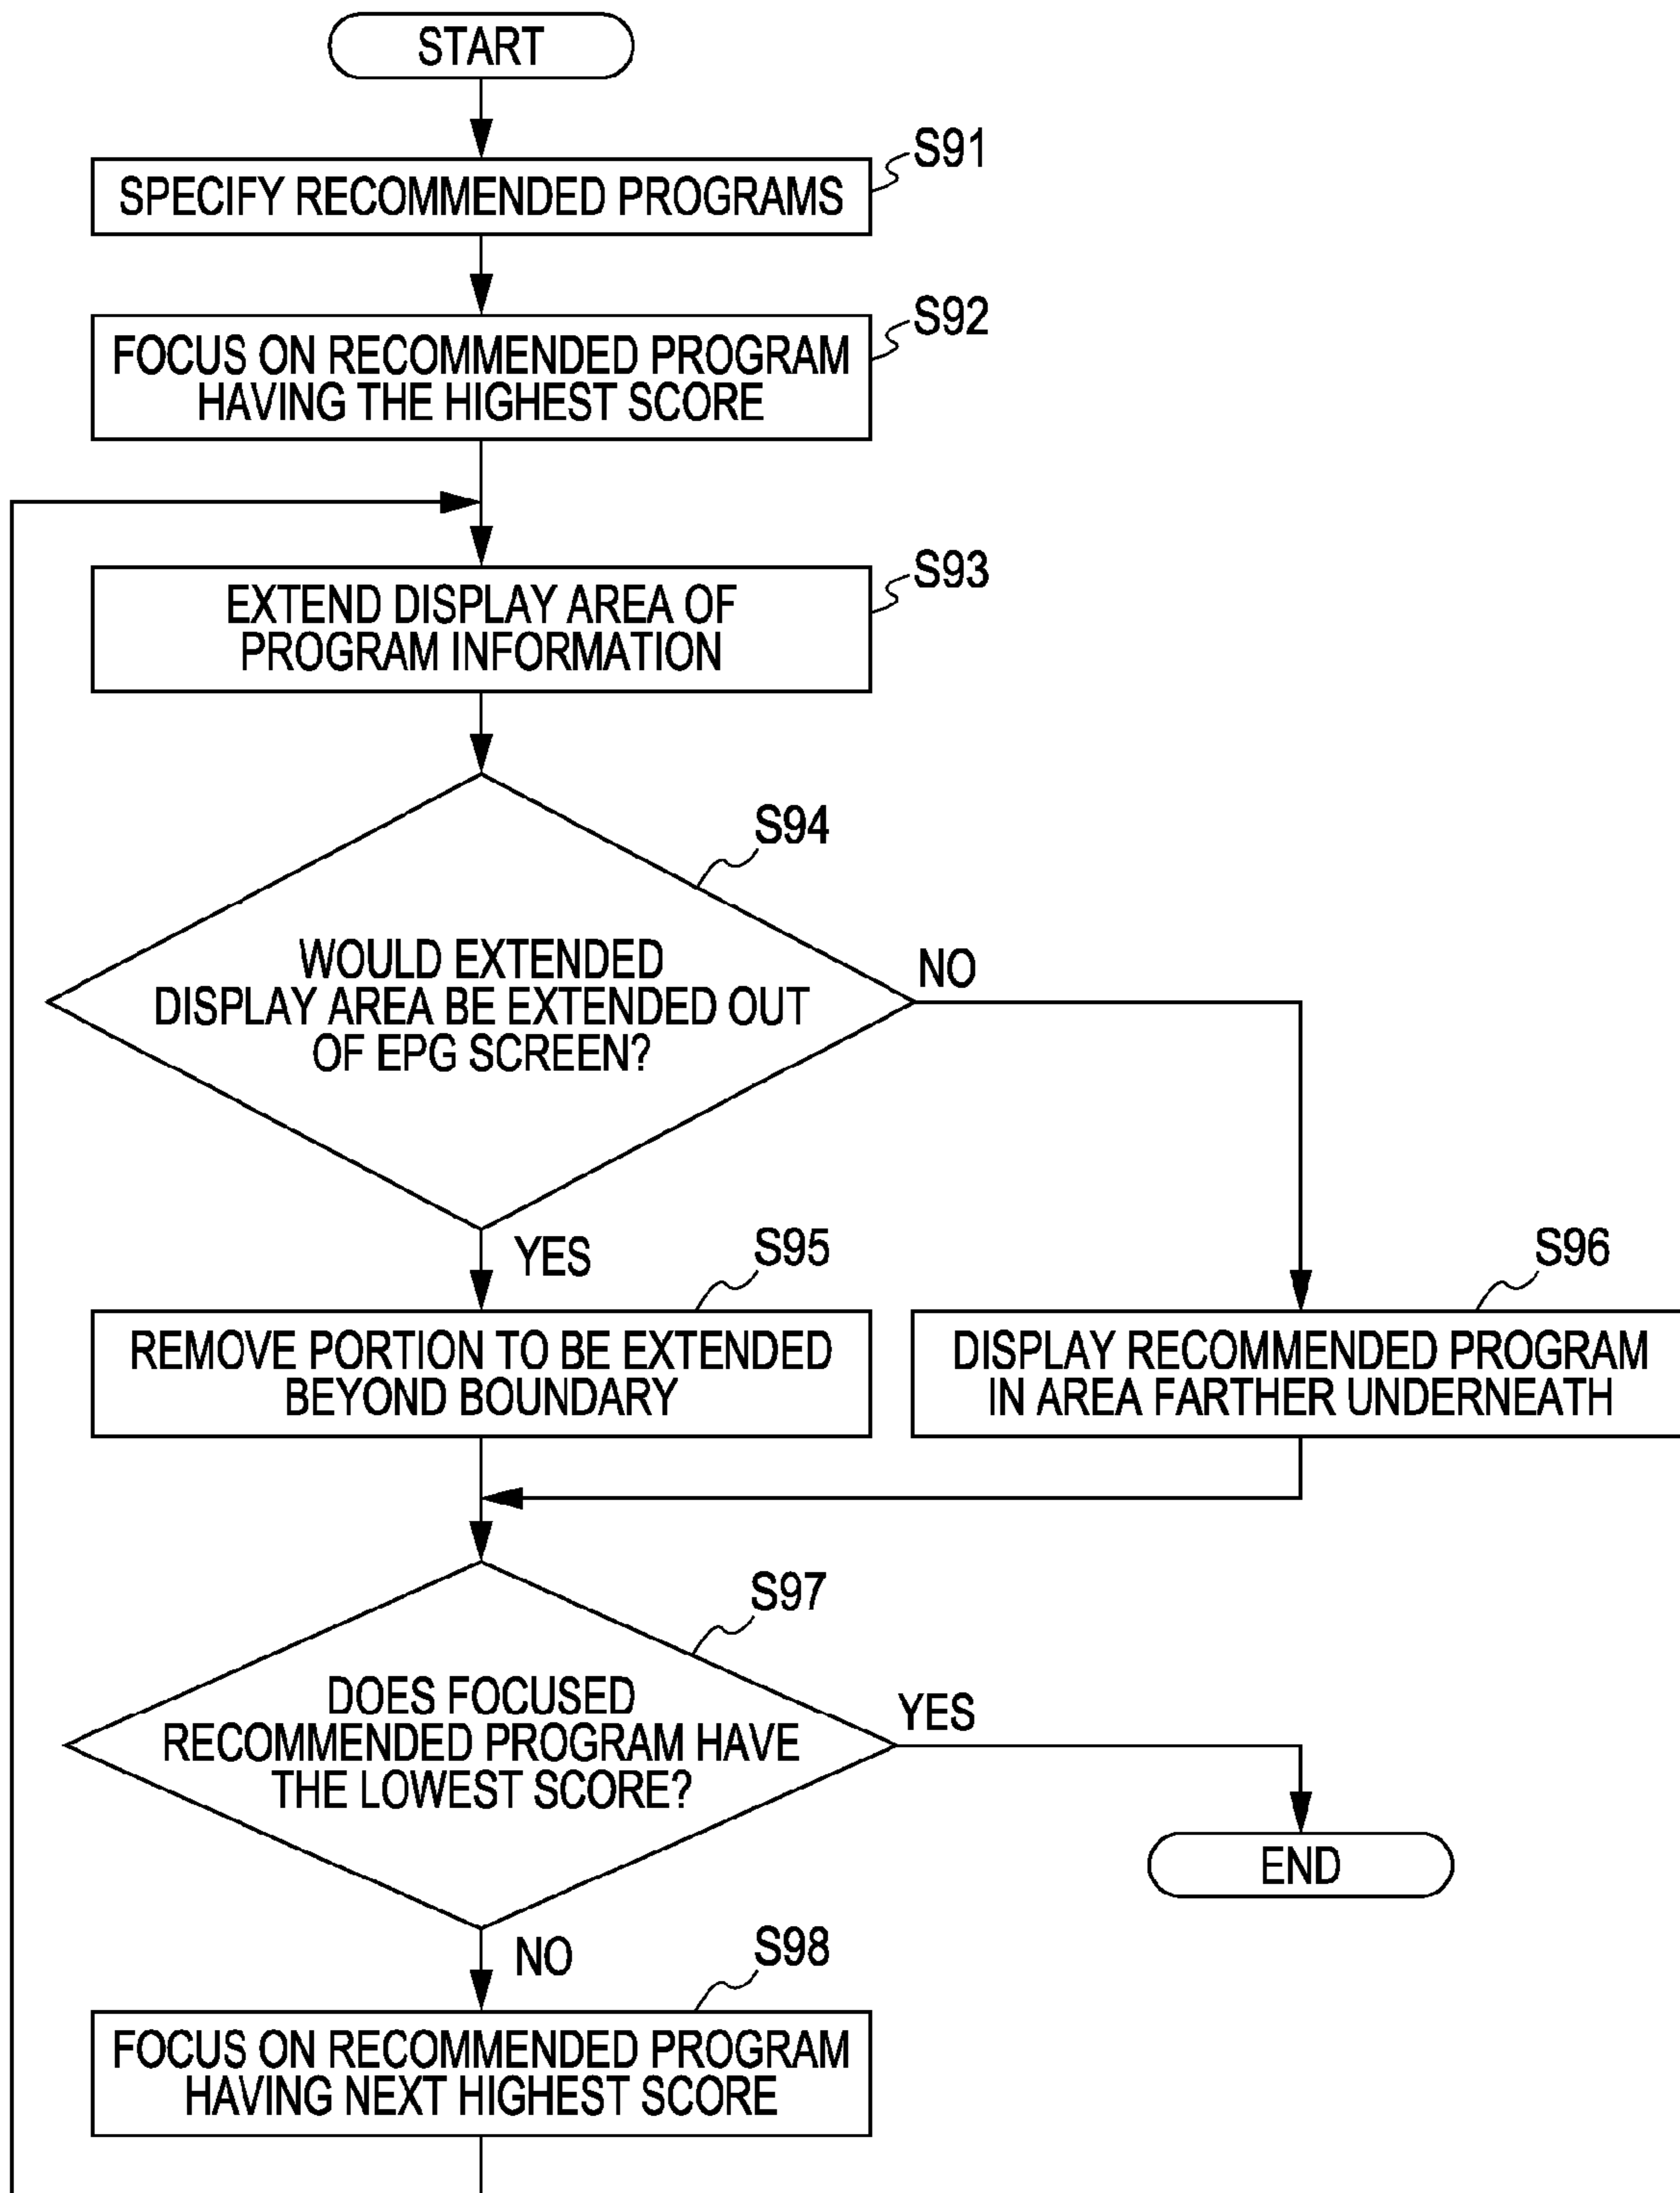 START
S91
SPECIFY RECOMMENDED PROGRAMS
S92
FOCUS ON RECOMMENDED PROGRAM
HAVING THE HIGHEST SCORE
S93
EXTEND DISPLAY AREA OF
PROGRAM INFORMATION
S94
WOULD EXTENDED
DISPLAY AREA BE EXTENDED OUT
OF EPG SCREEN?
NO
YES
S95
REMOVE PORTION TO BE EXTENDED
BEYOND BOUNDARY
S96
DISPLAY RECOMMENDED PROGRAM
IN AREA FARTHER UNDERNEATH
S97
DOES FOCUSED
RECOMMENDED PROGRAM HAVE
THE LOWEST SCORE?
YES
END
NO
S98
FOCUS ON RECOMMENDED PROGRAM
HAVING NEXT HIGHEST SCORE